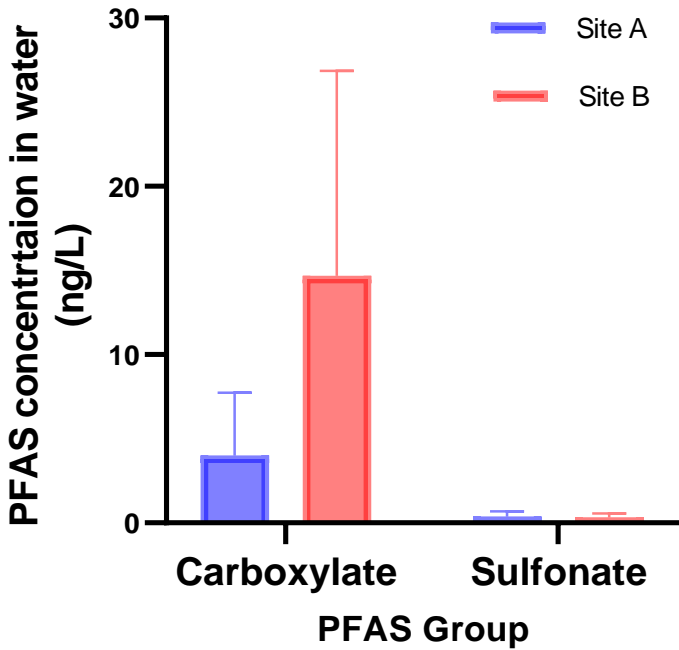 PFAS concentrtaion in water
(ng/L)
30
20
10
0
Site A
Site B
Carboxylate
Sulfonate
PFAS Group